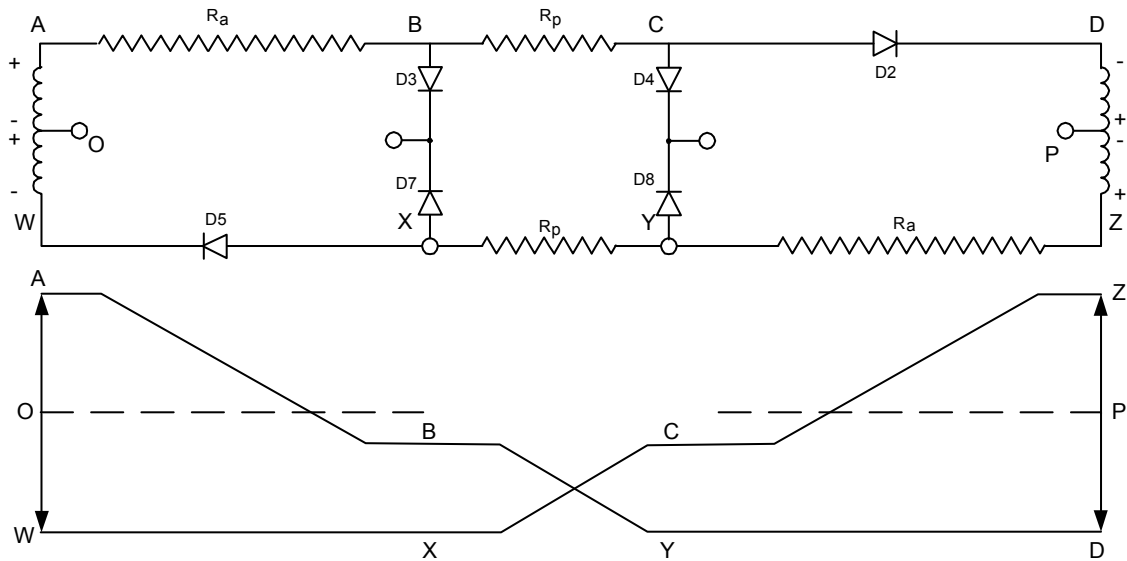 A Ra B Rp C D
D2
+ -
D3 D4
- +
+ O P -
D7 D8
- +
W D5 X Y Z
Rp Ra
A Z
O B C P
W X Y D